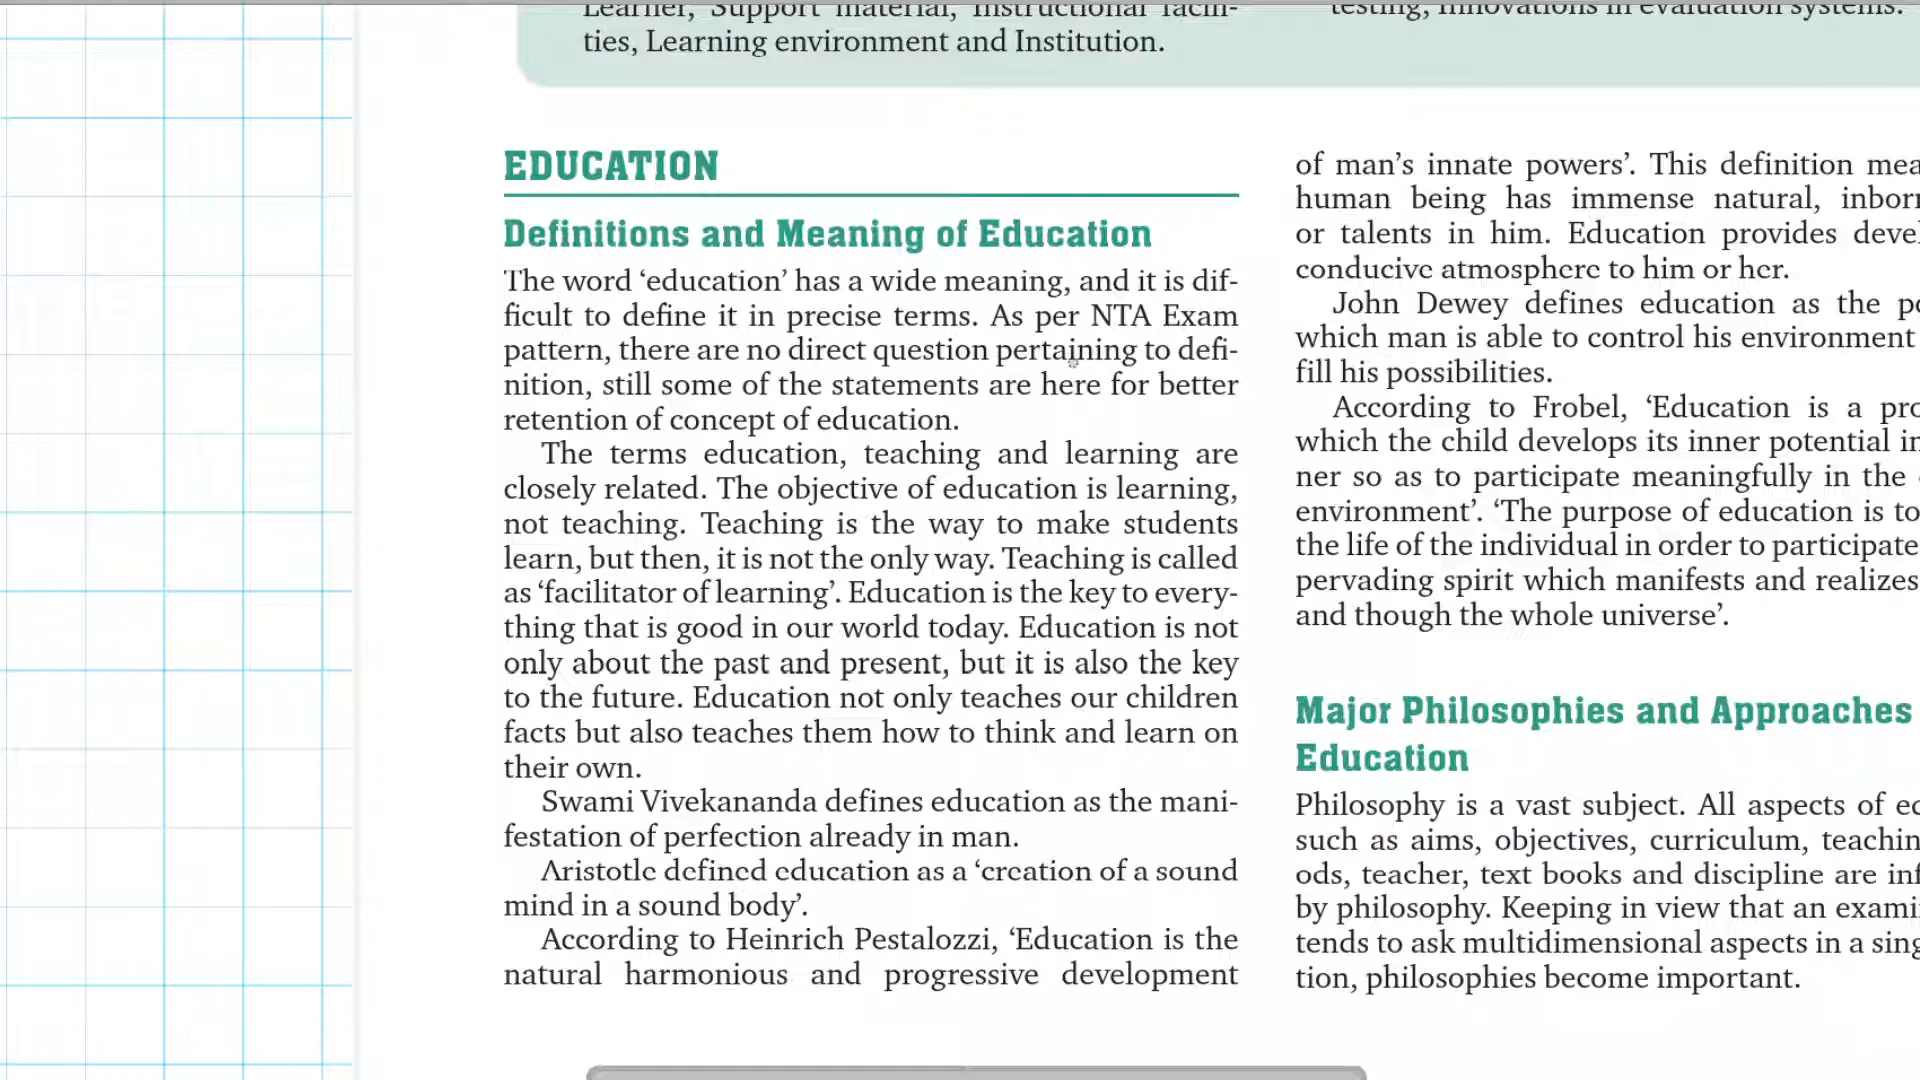 Learner, Support material, Instructional facili-
ties, Learning environment and Institution.
testing, Innovations in evaluation systems.
EDUCATION
Definitions and Meaning of Education
The word ‘education’ has a wide meaning, and it is dif-
ficult to define it in precise terms. As per NTA Exam
pattern, there are no direct question pertaining to defi-
nition, still some of the statements are here for better
retention of concept of education.
The terms education, teaching and learning are
closely related. The objective of education is learning,
not teaching. Teaching is the way to make students
learn, but then, it is not the only way. Teaching is called
as ‘facilitator of learning’. Education is the key to every-
thing that is good in our world today. Education is not
only about the past and present, but it is also the key
to the future. Education not only teaches our children
facts but also teaches them how to think and learn on
their own.
Swami Vivekananda defines education as the mani-
festation of perfection already in man.
Aristotle defined education as a ‘creation of a sound
mind in a sound body’.
According to Heinrich Pestalozzi, ‘Education is the
natural harmonious and progressive development
of man’s innate powers’. This definition
human being has immense natural,
or talents in him. Education provides
conducive atmosphere to him or her.
John Dewey defines education as the
which man is able to control his environment
fill his possibilities.
According to Frobel, ‘Education is a
which the child develops its inner potential
ner so as to participate meaningfully in the
environment’. ‘The purpose of education is to
the life of the individual in order to participate
pervading spirit which manifests and realizes
and though the whole universe’.
Major Philosophies and Approaches
Education
Philosophy is a vast subject. All aspects of
such as aims, objectives, curriculum,
ods, teacher, text books and discipline are
by philosophy. Keeping in view that an
tends to ask multidimensional aspects in a
tion, philosophies become important.